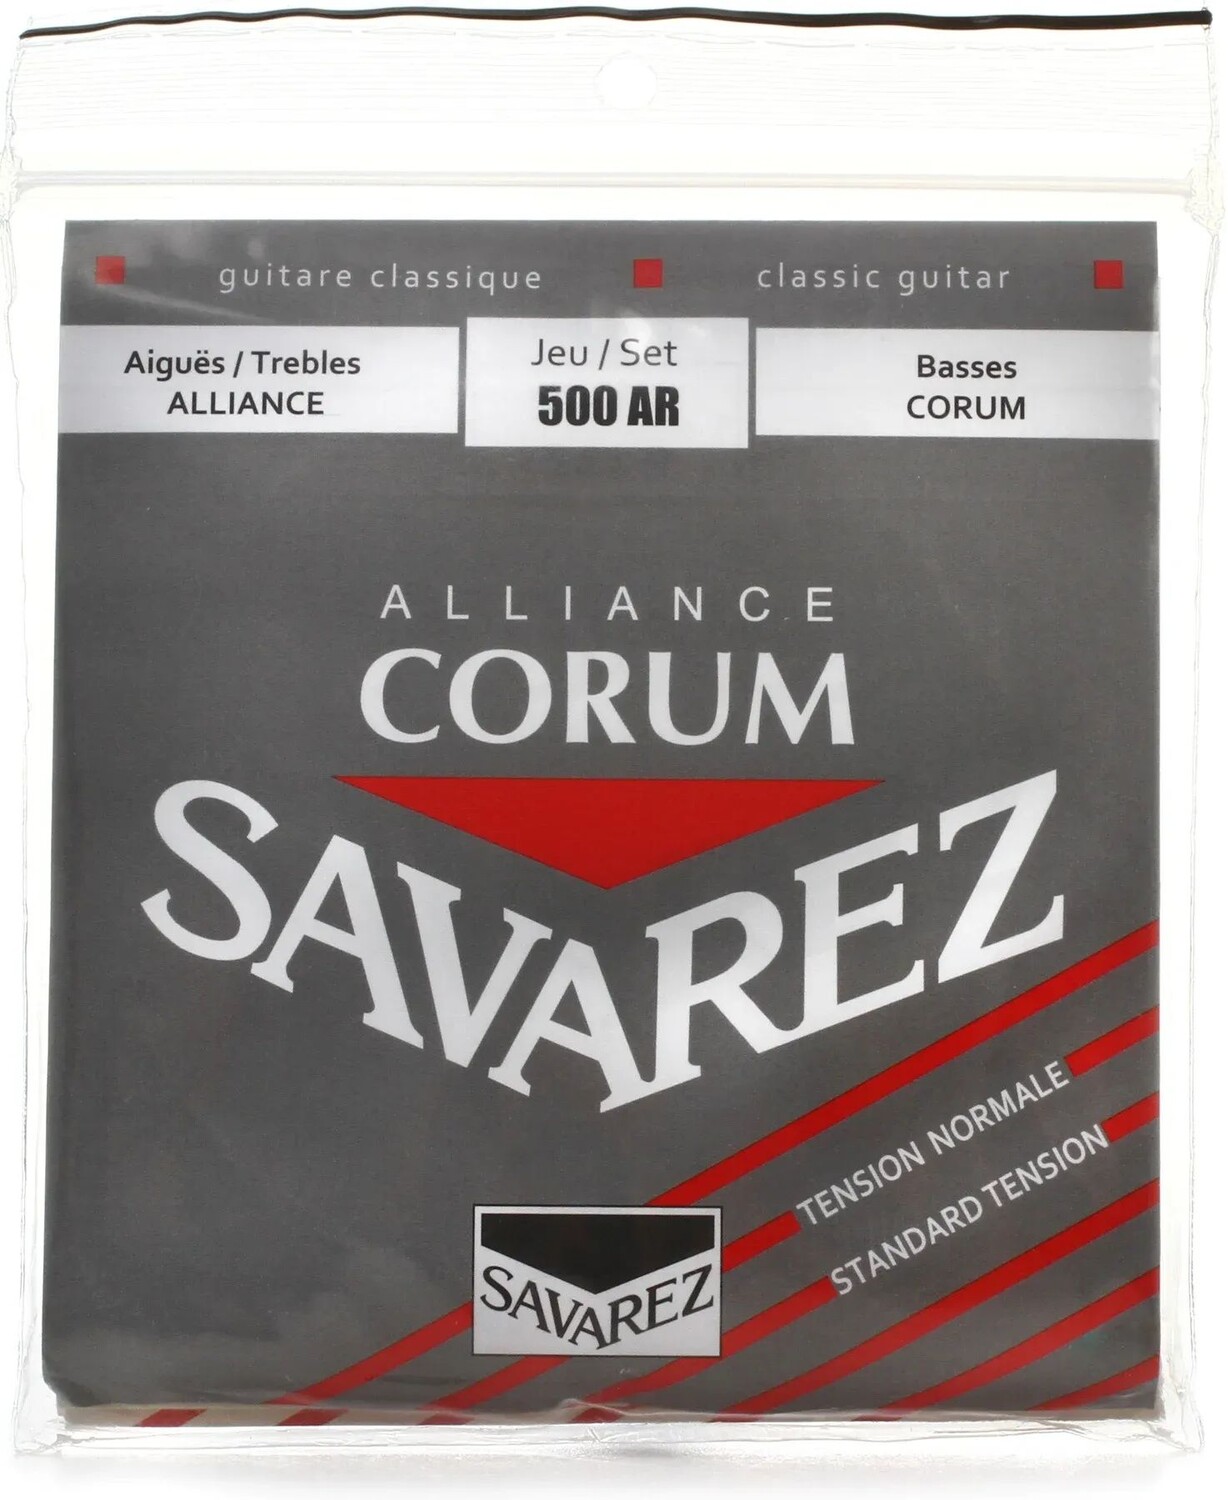 guitare classique
classic guitar
Aiguës / Trebles
ALLIANCE
Jeu / Set
500 AR
Basses
CORUM
ALLIANCE
CORUM
SAVAREZ
TENSION NORMALE
STANDARD TENSION
SAVAREZ